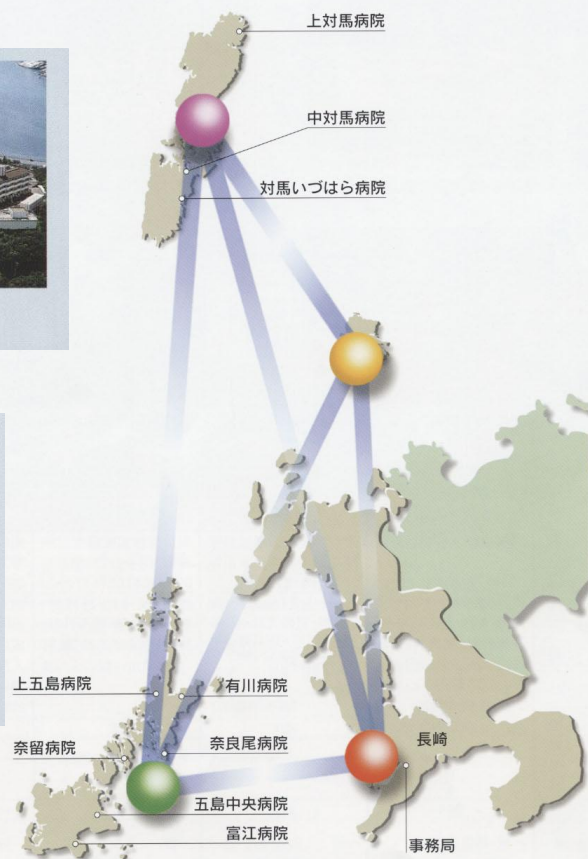 上対馬病院
中対馬病院
対馬いづはら病院
上五島病院
有川病院
奈留病院
奈良尾病院
長崎
五島中央病院
富江病院
事務局